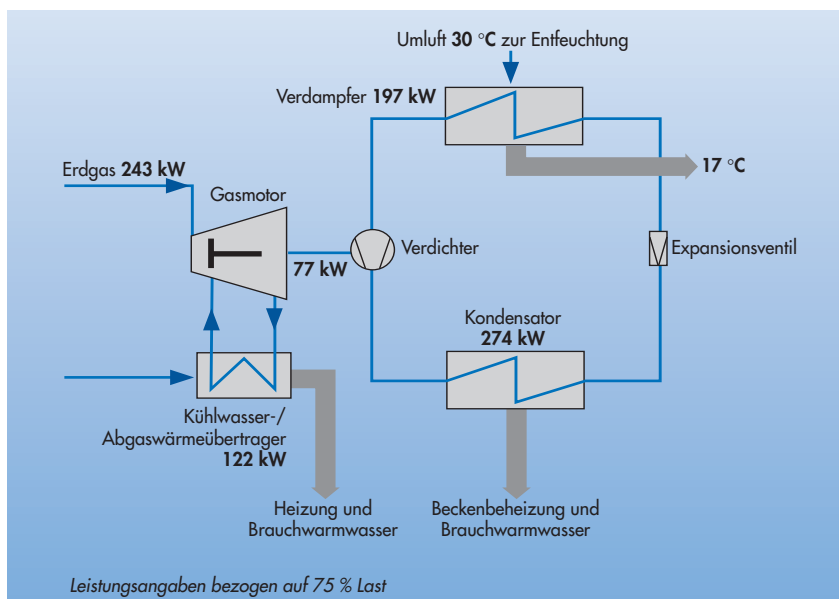 Umluft 30 °C zur Entfeuchtung
Verdampfer 197 kW
Erdgas 243 kW
17 °C
Gasmotor
Verdichter
Expansionsventil
77 kW
Kondensator
274 kW
Kühlwasser-/
Abgaswärmeübertrager
122 kW
Heizung und
Brauchwarmwasser
Beckenbeheizung und
Brauchwarmwasser
Leistungsangaben bezogen auf 75 % Last